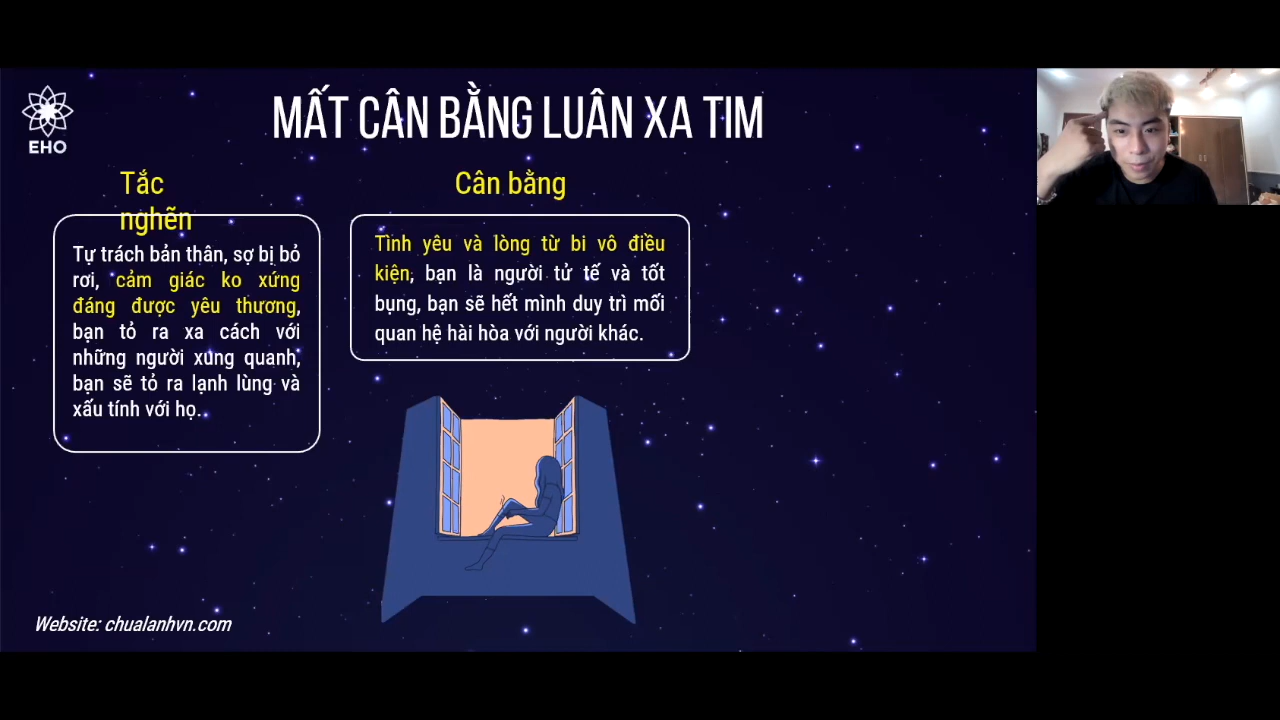 EHO
MẤT CÂN BẰNG LUÂN XA TIM
Tắc
nghẽn
Tự trách bản thân, sợ bị bỏ
rơi, cảm giác ko xứng
đáng được yêu thương,
bạn tỏ ra xa cách với
những người xung quanh,
bạn sẽ tỏ ra lạnh lùng và
xấu tính với họ.
Cân bằng
Tình yêu và lòng từ bi vô điều
kiện, bạn là người tử tế và tốt
bụng, bạn sẽ hết mình duy trì mối
quan hệ hài hòa với người khác.
Website: chualanhvn.com